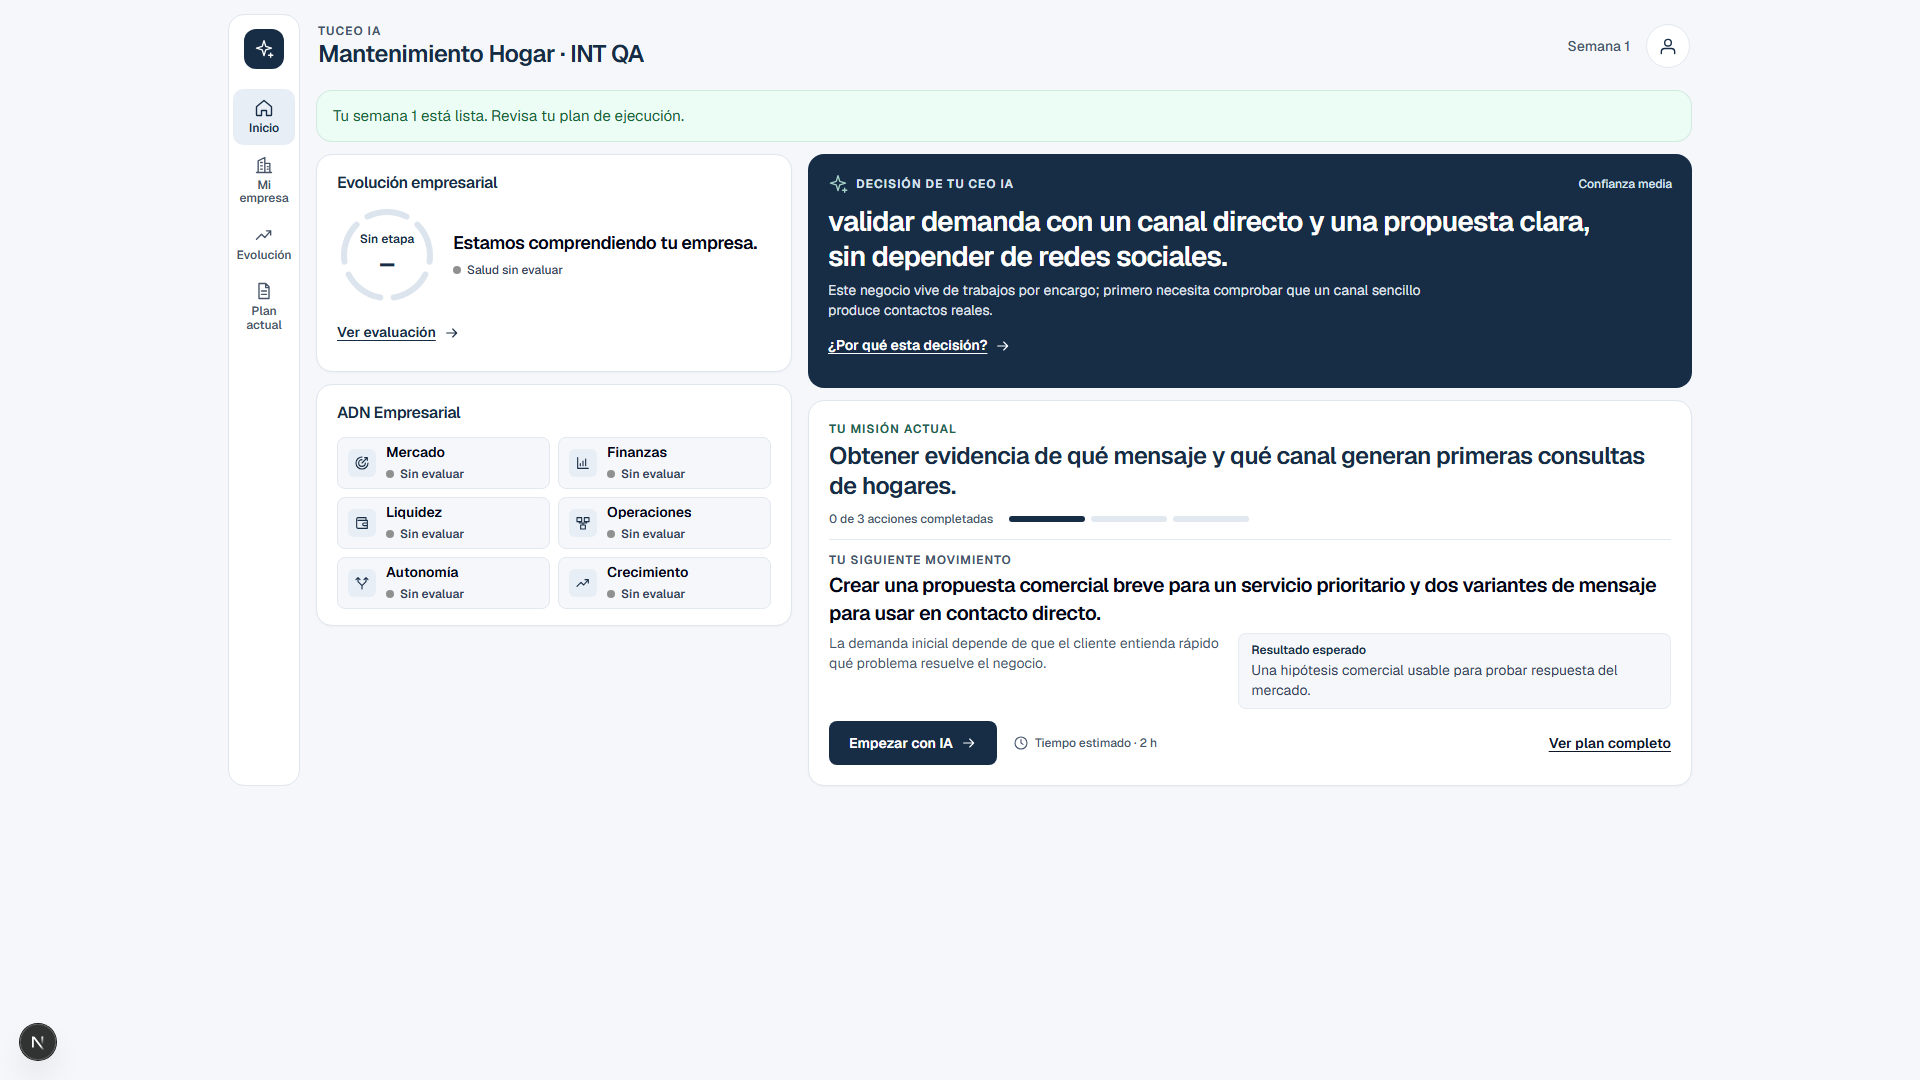 TUCEO IA
Mantenimiento Hogar · INT QA
Semana 1
Inicio
Mi
empresa
Evolución
Plan
actual
Tu semana 1 está lista. Revisa tu plan de ejecución.
Evolución empresarial
Sin etapa
–
Estamos comprendiendo tu empresa.
Salud sin evaluar
Ver evaluación →
ADN Empresarial
Mercado
Sin evaluar
Finanzas
Sin evaluar
Liquidez
Sin evaluar
Operaciones
Sin evaluar
Autonomía
Sin evaluar
Crecimiento
Sin evaluar
DECISIÓN DE TU CEO IA
Confianza media
validar demanda con un canal directo y una propuesta clara,
sin depender de redes sociales.
Este negocio vive de trabajos por encargo; primero necesita comprobar que un canal sencillo
produce contactos reales.
¿Por qué esta decisión? →
TU MISIÓN ACTUAL
Obtener evidencia de qué mensaje y qué canal generan primeras consultas
de hogares.
0 de 3 acciones completadas
TU SIGUIENTE MOVIMIENTO
Crear una propuesta comercial breve para un servicio prioritario y dos variantes de mensaje
para usar en contacto directo.
La demanda inicial depende de que el cliente entienda rápido
qué problema resuelve el negocio.
Resultado esperado
Una hipótesis comercial usable para probar respuesta del
mercado.
Empezar con IA →
Tiempo estimado · 2 h
Ver plan completo
N